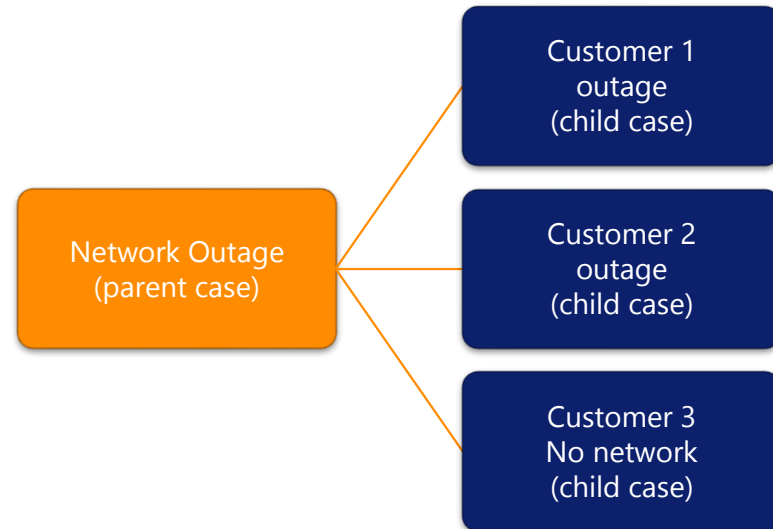 Network Outage
(parent case)
Customer 1
outage
(child case)
Customer 2
outage
(child case)
Customer 3
No network
(child case)